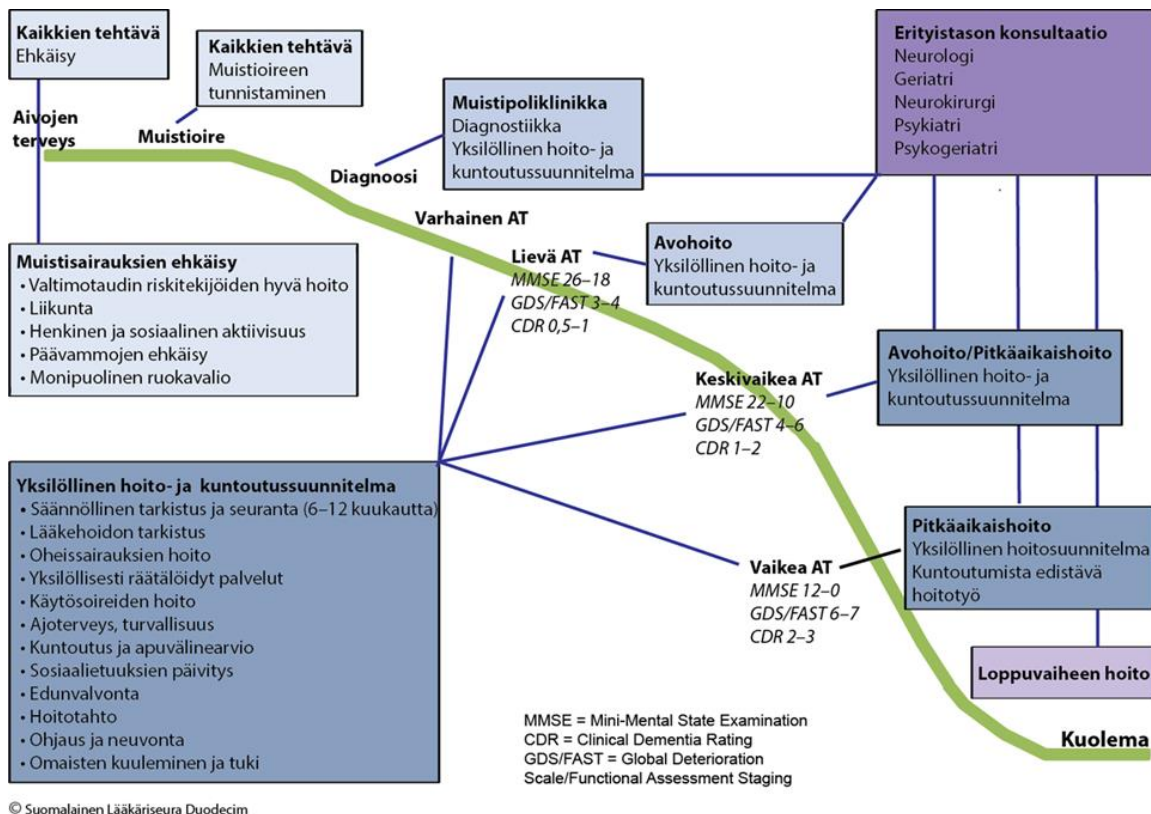 Kaikkien tehtävä
Ehkäisy
Kaikkien tehtävä
Muistioireen
tunnistaminen
Erityistason konsultaatio
Neurologi
Geriatri
Neurokirurgi
Psykiatri
Psykogeriatri
Muistipoliklinikka
Diagnostiikka
Yksilöllinen hoito- ja
kuntoutussuunnitelma
Aivojen
terveys
Muistioire
Diagnoosi
Varhainen AT
Muistisairauksien ehkäisy
• Valtimotaudin riskitekijöiden hyvä hoito
• Liikunta
• Henkinen ja sosiaalinen aktiivisuus
• Päävammojen ehkäisy
• Monipuolinen ruokavalio
Lievä AT
MMSE 26–18
GDS/FAST 3–4
CDR 0,5–1
Avohoito
Yksilöllinen hoito- ja
kuntoutussuunnitelma
Keskivaikea AT
MMSE 22–10
GDS/FAST 4–6
CDR 1–2
Avohoito/Pitkäaikaishoito
Yksilöllinen hoito- ja
kuntoutussuunnitelma
Yksilöllinen hoito- ja kuntoutussuunnitelma
• Säännöllinen tarkistus ja seuranta (6–12 kuukautta)
• Lääkehoidon tarkistus
• Oheissairauksien hoito
• Yksilöllisesti räätälöidyt palvelut
• Käytösoireiden hoito
• Ajoterveys, turvallisuus
• Kuntoutus ja apuvälinearvio
• Sosiaalietuuksien päivitys
• Edunvalvonta
• Hoitotahto
• Ohjaus ja neuvonta
• Omaisten kuuleminen ja tuki
Vaikea AT
MMSE 12–0
GDS/FAST 6–7
CDR 2–3
Pitkäaikaishoito
Yksilöllinen hoitosuunnitelma
Kuntoutumista edistävä
hoitotyö
Loppuvaiheen hoito
Kuolema
MMSE = Mini-Mental State Examination
CDR = Clinical Dementia Rating
GDS/FAST = Global Deterioration
Scale/Functional Assessment Staging
© Suomalainen Lääkäriseura Duodecim